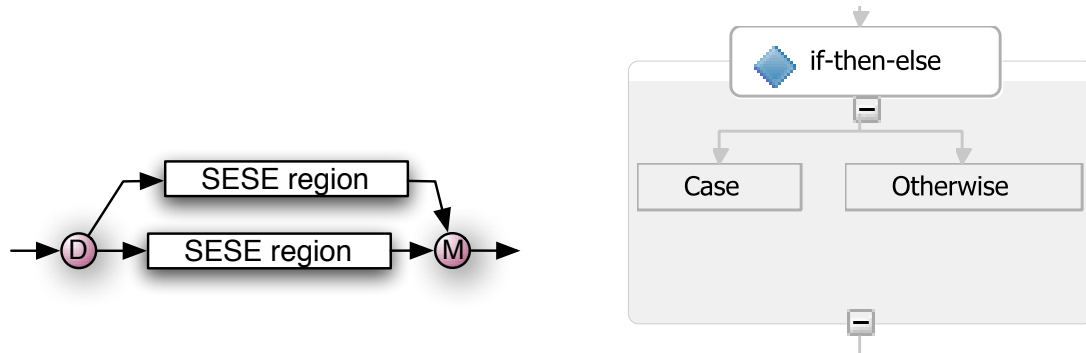 SESE region
D
SESE region
M
if-then-else
Case
Otherwise